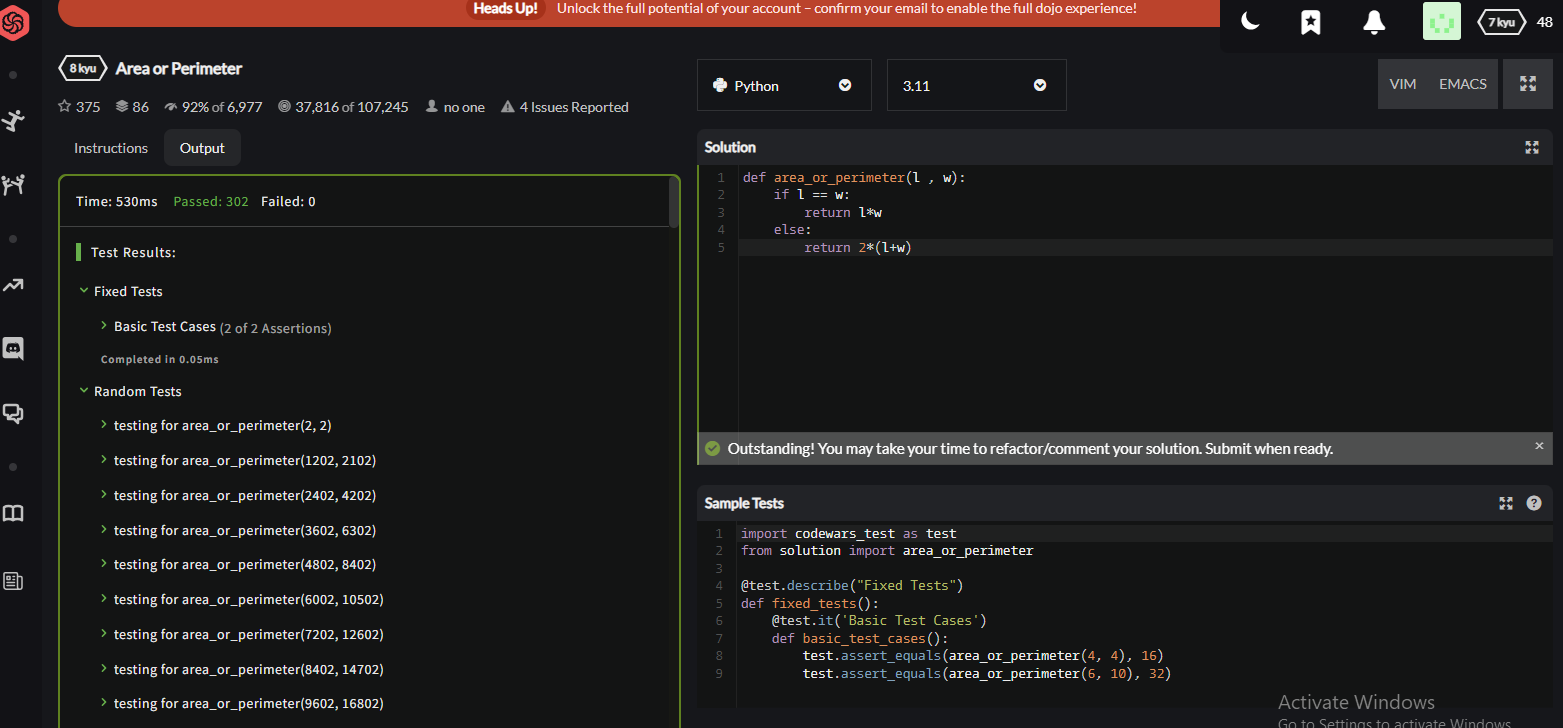 Heads Up! Unlock the full potential of your account – confirm your email to enable the full dojo experience!
7 kyu 48
8 kyu Area or Perimeter
375 86 92% of 6,977 37,816 of 107,245 no one 4 Issues Reported
Instructions Output
Time: 530ms Passed: 302 Failed: 0
Test Results:
Fixed Tests
Basic Test Cases (2 of 2 Assertions)
Completed in 0.05ms
Random Tests
testing for area_or_perimeter(2, 2)
testing for area_or_perimeter(1202, 2102)
testing for area_or_perimeter(2402, 4202)
testing for area_or_perimeter(3602, 6302)
testing for area_or_perimeter(4802, 8402)
testing for area_or_perimeter(6002, 10502)
testing for area_or_perimeter(7202, 12602)
testing for area_or_perimeter(8402, 14702)
testing for area_or_perimeter(9602, 16802)
Python 3.11 VIM EMACS
Solution
1 def area_or_perimeter(l , w):
2     if l == w:
3         return l*w
4     else:
5         return 2*(l+w)
Outstanding! You may take your time to refactor/comment your solution. Submit when ready. ×
Sample Tests ?
1 import codewars_test as test
2 from solution import area_or_perimeter
3
4 @test.describe("Fixed Tests")
5 def fixed_tests():
6     @test.it('Basic Test Cases')
7     def basic_test_cases():
8         test.assert_equals(area_or_perimeter(4, 4), 16)
9         test.assert_equals(area_or_perimeter(6, 10), 32)
Activate Windows
Go to Settings to activate Windows.